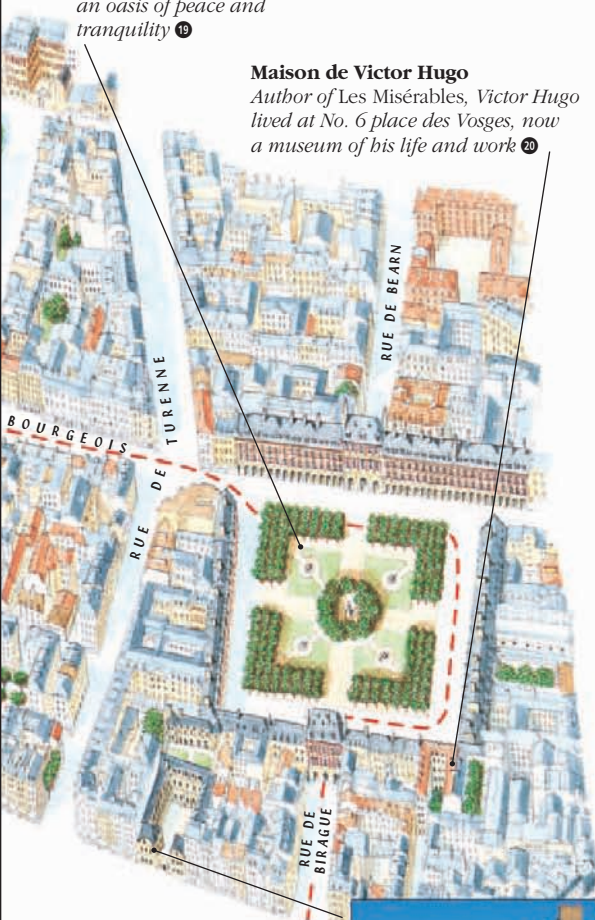 an oasis of peace and
tranquility 19
Maison de Victor Hugo
Author of Les Misérables, Victor Hugo
lived at No. 6 place des Vosges, now
a museum of his life and work 20
RUE DE BEARN
RUE DE TURENNE
BOURGEOIS
RUE DE
BIRAGUE